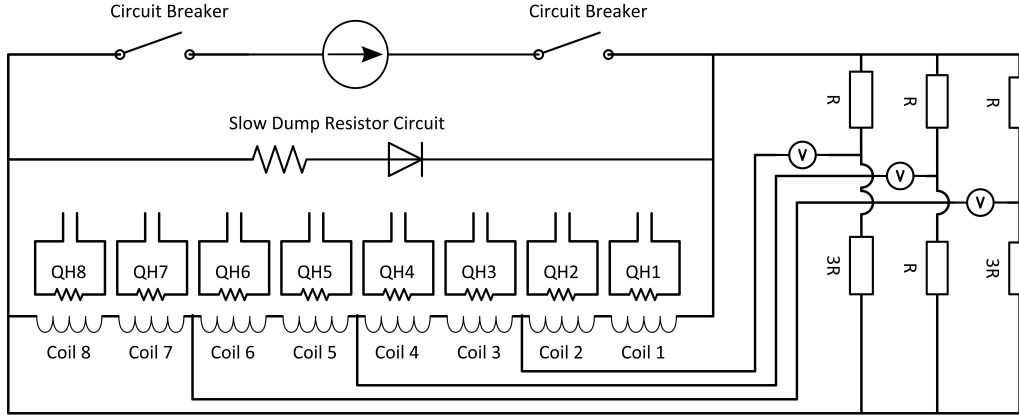 Circuit Breaker
Circuit Breaker
Slow Dump Resistor Circuit
R
R
R
V
V
V
QH8
QH7
QH6
QH5
QH4
QH3
QH2
QH1
3R
R
3R
Coil 8
Coil 7
Coil 6
Coil 5
Coil 4
Coil 3
Coil 2
Coil 1